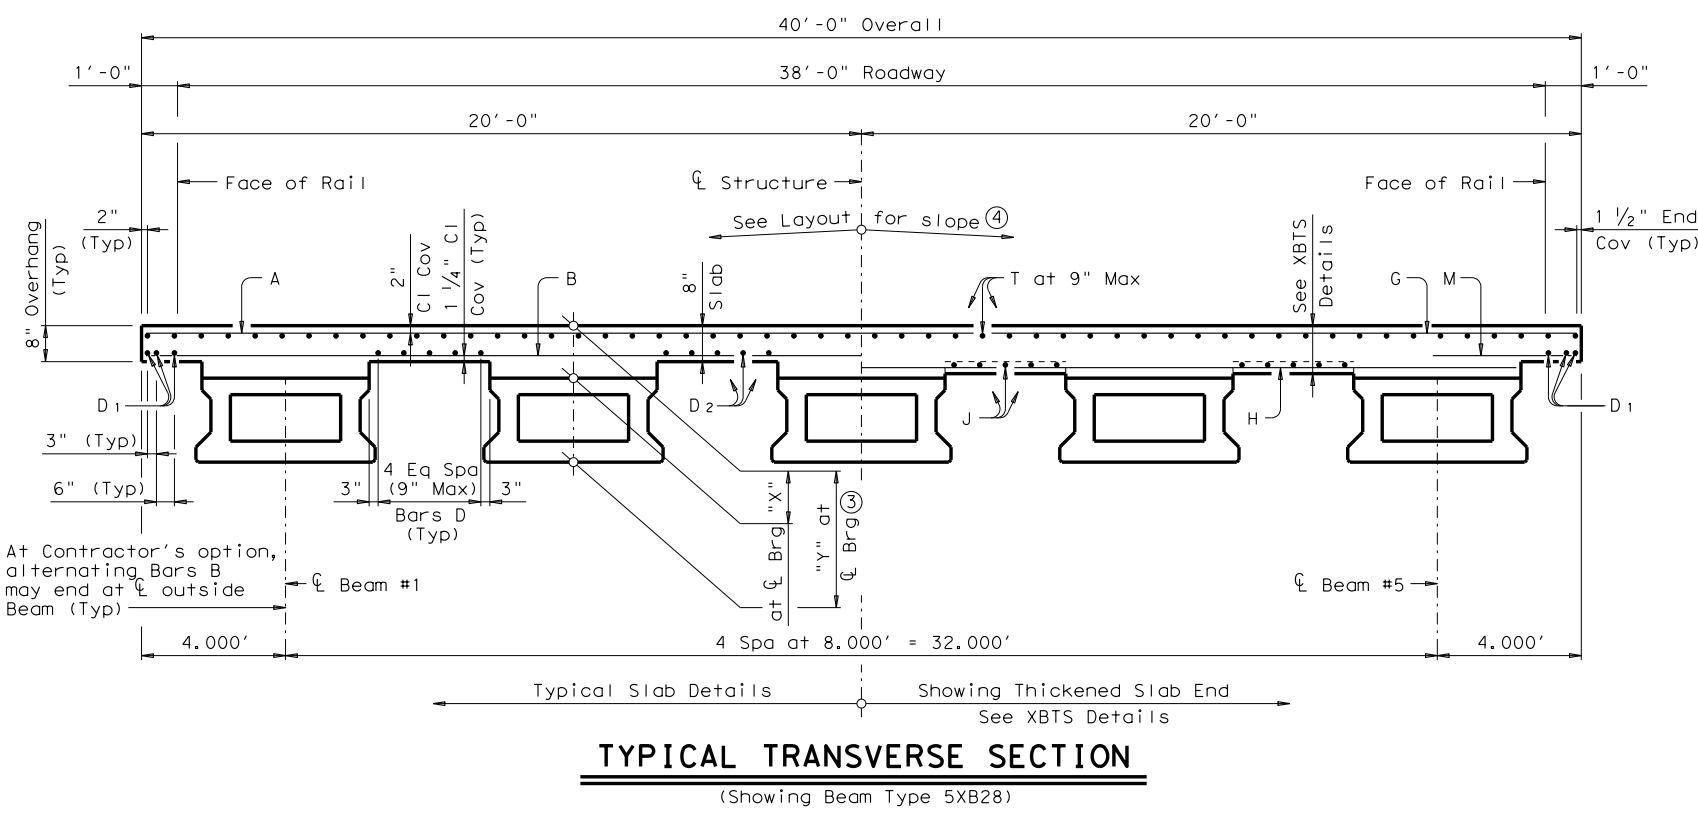 40'-0" Overall
1'-0"
38'-0" Roadway
1'-0"
20'-0"
20'-0"
Face of Rail
℄ Structure
Face of Rail
2"
(Typ)
8" Overhang
(Typ)
See Layout for slope ④
1 ½" End
Cov (Typ)
A
2"
Cl Cov
1 ¼" Cl
Cov (Typ)
B
8"
Slab
T at 9" Max
See XBTS
Details
G
M
D1
D2
J
H
D1
3" (Typ)
6" (Typ)
3"
4 Eq Spa
(9" Max)
3"
Bars D
(Typ)
at ℄ Brg "X"
"Y" at
℄ Brg ③
At Contractor's option,
alternating Bars B
may end at ℄ outside
Beam (Typ)
℄ Beam #1
℄ Beam #5
4.000'
4 Spa at 8.000' = 32.000'
4.000'
Typical Slab Details
Showing Thickened Slab End
See XBTS Details
TYPICAL TRANSVERSE SECTION
(Showing Beam Type 5XB28)